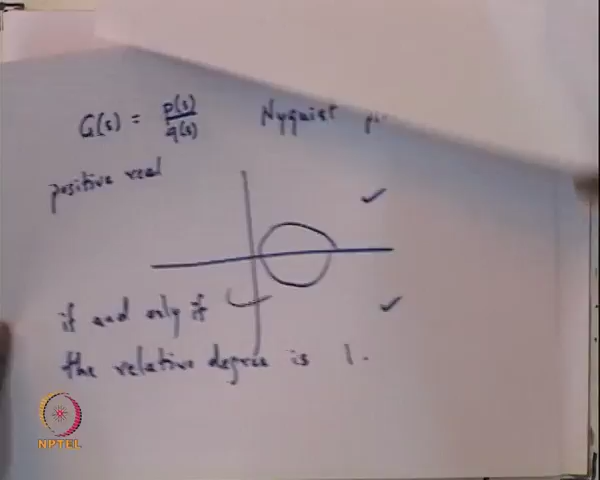 G(s) = p(s)/q(s) Nyquist
positive real
if and only if
the relative degree is 1.
NPTEL